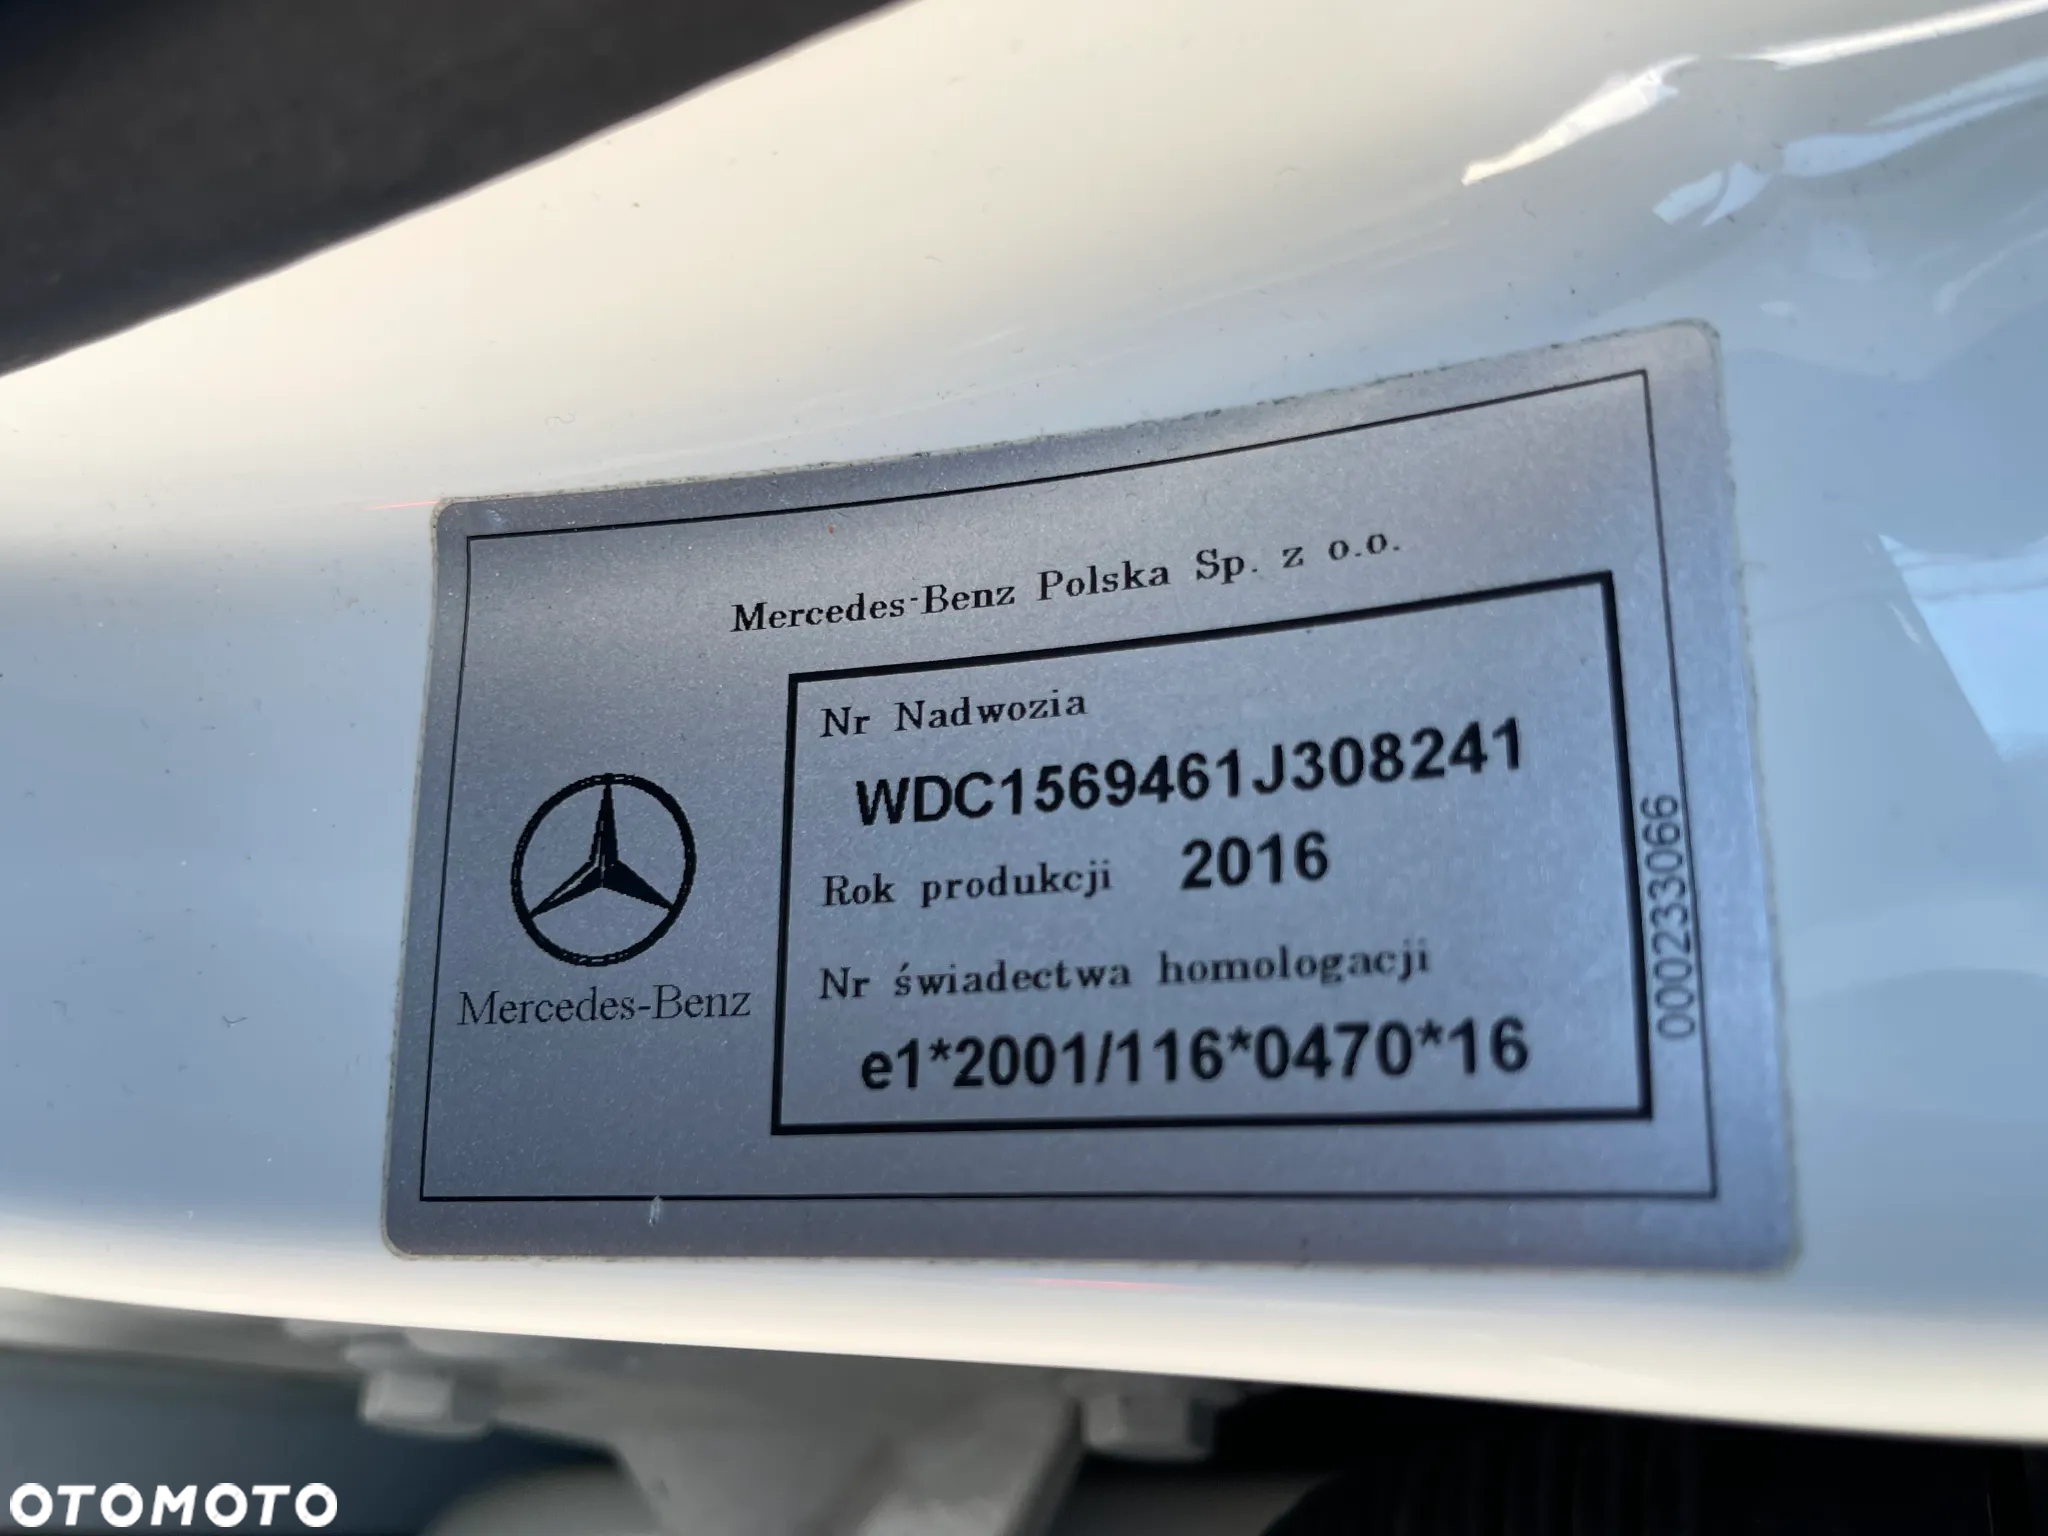 Mercedes-Benz Polska Sp. z o.o.
Nr Nadwozia
WDC1569461J308241
Rok produkcji 2016
Nr świadectwa homologacji
e1*2001/116*0470*16
Mercedes-Benz
000233066
OTOMOTO